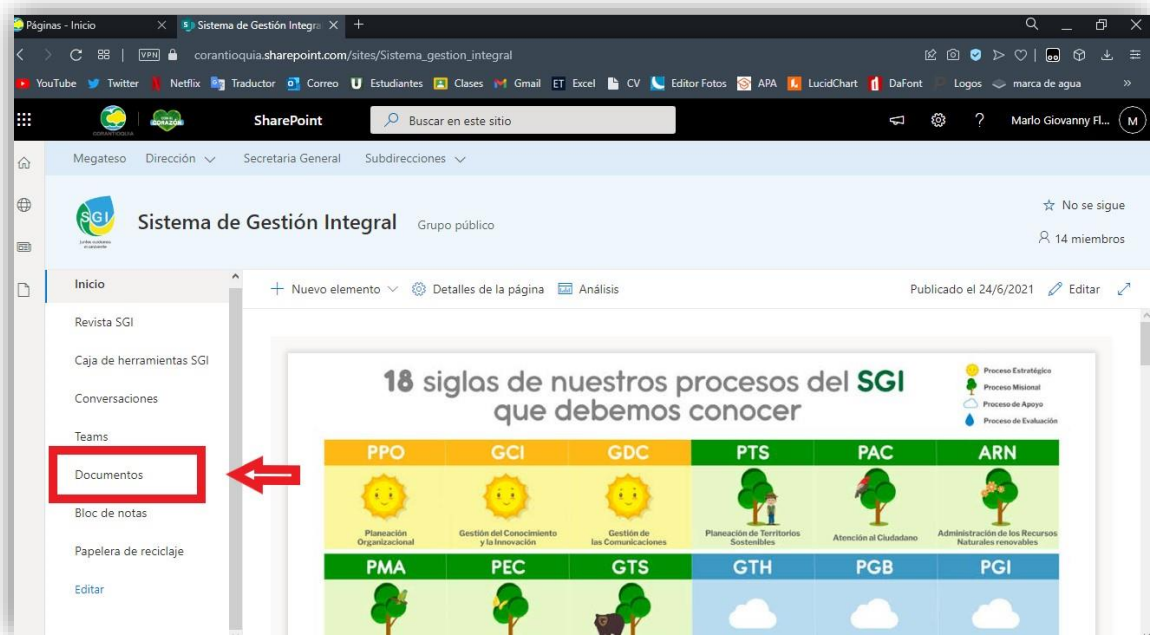 Páginas - Inicio
Sistema de Gestión Integra
VPN corantioquia.sharepoint.com/sites/Sistema_gestion_integral
YouTube Twitter Netflix Traductor Correo Estudiantes Clases Gmail Excel CV Editor Fotos APA LucidChart DaFont Logos marca de agua
CORANTIOQUIA CORAZÓN SharePoint Buscar en este sitio Marlo Giovanny Fl... M
Megateso Dirección Secretaria General Subdirecciones
SGI Sistema de Gestión Integral Grupo público
No se sigue
14 miembros
Inicio
Nuevo elemento Detalles de la página Análisis Publicado el 24/6/2021 Editar
Revista SGI
Caja de herramientas SGI
Conversaciones
Teams
Documentos
Bloc de notas
Papelera de reciclaje
Editar
18 siglas de nuestros procesos del SGI
que debemos conocer
Proceso Estratégico
Proceso Misional
Proceso de Apoyo
Proceso de Evaluación
PPO GCI GDC PTS PAC ARN
Planeación
Organizacional
Gestión del Conocimiento
y la Innovación
Gestión de
las Comunicaciones
Planeación de Territorios
Sostenibles
Atención al Ciudadano
Administración de los Recursos
Naturales renovables
PMA PEC GTS GTH PGB PGI